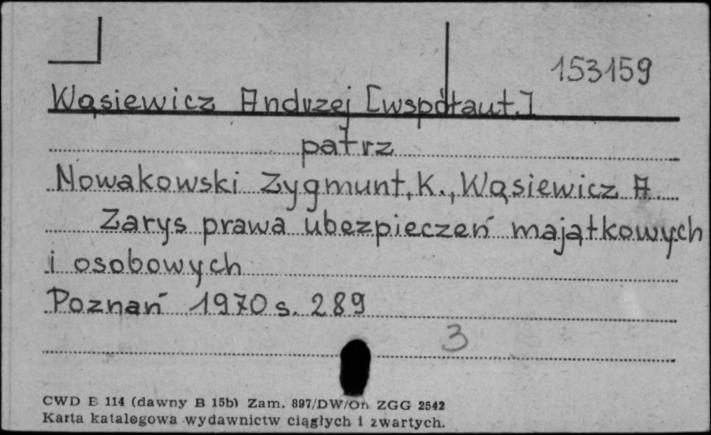 153159
Wąsiewicz Andrzej [współaut.]
patrz
Nowakowski Zygmunt, K., Wąsiewicz A
Zarys prawa ubezpieczeń majątkowych
i osobowych
Poznań 1970 s. 289
3
CWD B 114 (dawny B 15b) Zam. 897/DW/On ZGG 2542
Karta katalogowa wydawnictw ciągłych i zwartych.